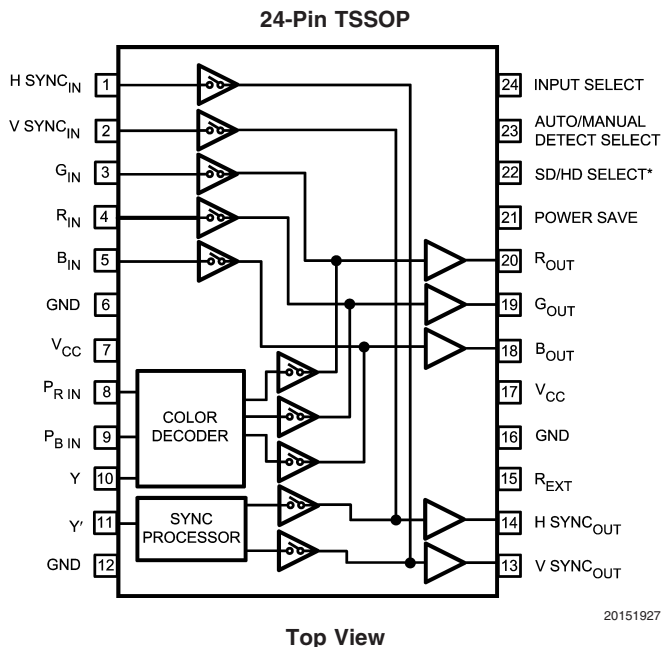 24-Pin TSSOP
H SYNCIN 1
V SYNCIN 2
GIN 3
RIN 4
BIN 5
GND 6
VCC 7
PR IN 8
PB IN 9
Y 10
Y' 11
GND 12
COLOR
DECODER
SYNC
PROCESSOR
24 INPUT SELECT
23 AUTO/MANUAL
DETECT SELECT
22 SD/HD SELECT*
21 POWER SAVE
20 ROUT
19 GOUT
18 BOUT
17 VCC
16 GND
15 REXT
14 H SYNCOUT
13 V SYNCOUT
20151927
Top View